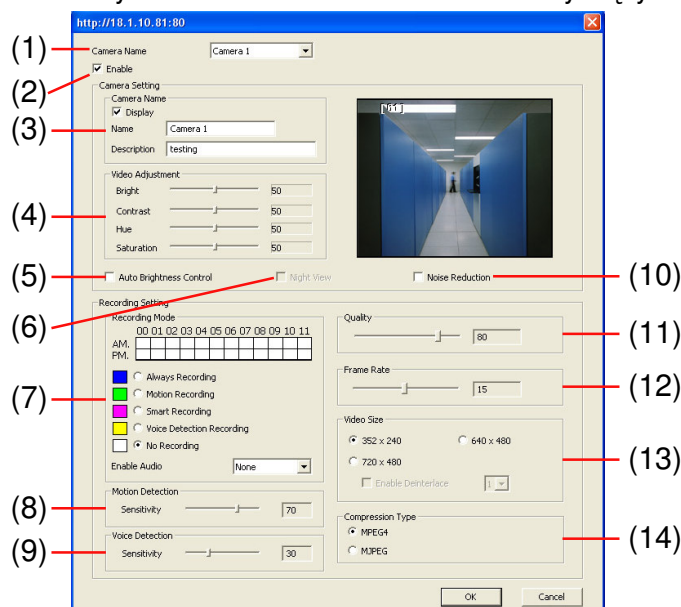 http://18.1.10.81:80
(1) Camera Name Camera 1
(2) Enable
Camera Setting
Camera Name
Display
(3) Name Camera 1
Description testing
[01]
Video Adjustment
Bright 50
(4) Contrast 50
Hue 50
Saturation 50
(5) Auto Brightness Control
(6) Night View
Noise Reduction (10)
Recording Setting
Recording Mode
00 01 02 03 04 05 06 07 08 09 10 11
AM.
PM.
(7) Always Recording
Motion Recording
Smart Recording
Voice Detection Recording
No Recording
Enable Audio None
Motion Detection
(8) Sensitivity 70
Voice Detection
(9) Sensitivity 30
Quality
80 (11)
Frame Rate
15 (12)
Video Size
352 x 240 640 x 480
720 x 480 (13)
Enable Deinterlace 1
Compression Type
MPEG4 (14)
MJPEG
OK Cancel